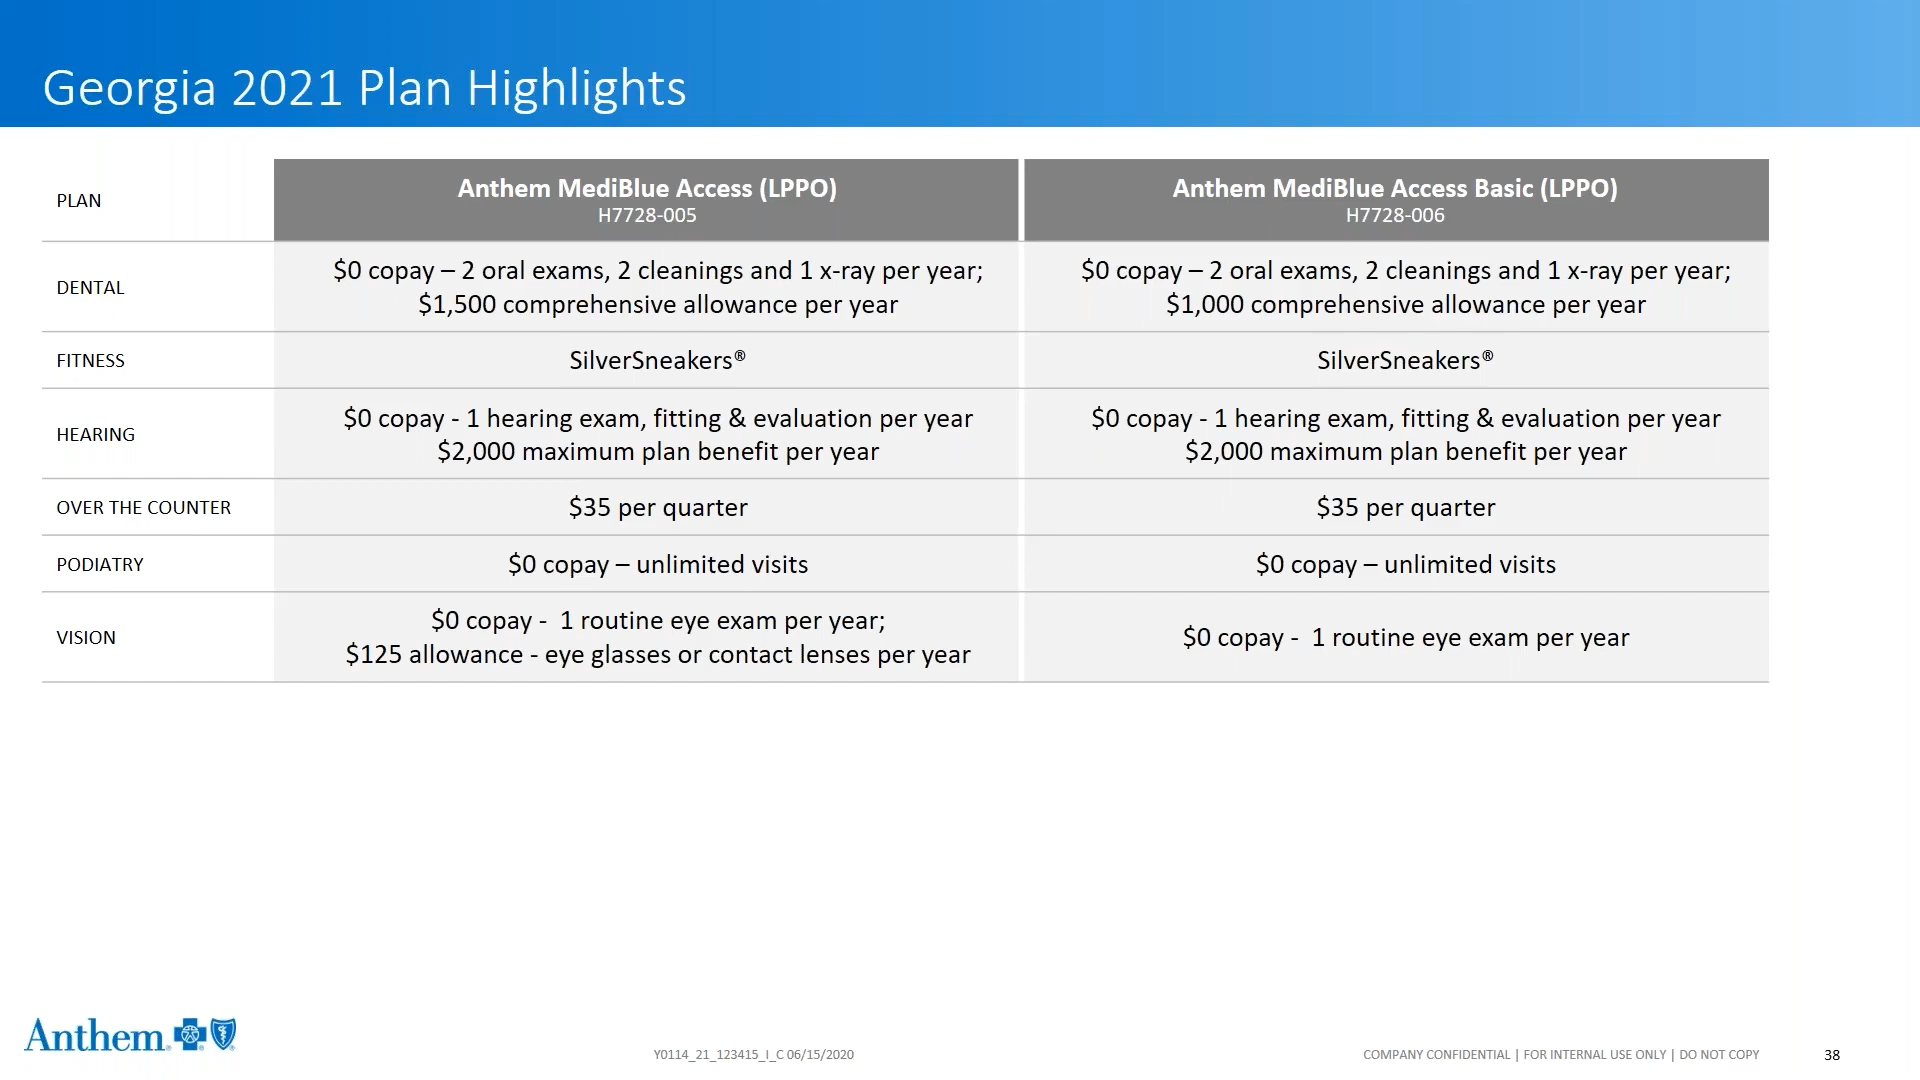 Georgia 2021 Plan Highlights
PLAN
Anthem MediBlue Access (LPPO)
H7728-005
Anthem MediBlue Access Basic (LPPO)
H7728-006
DENTAL
$0 copay – 2 oral exams, 2 cleanings and 1 x-ray per year;
$1,500 comprehensive allowance per year
$0 copay – 2 oral exams, 2 cleanings and 1 x-ray per year;
$1,000 comprehensive allowance per year
FITNESS
SilverSneakers®
SilverSneakers®
HEARING
$0 copay - 1 hearing exam, fitting & evaluation per year
$2,000 maximum plan benefit per year
$0 copay - 1 hearing exam, fitting & evaluation per year
$2,000 maximum plan benefit per year
OVER THE COUNTER
$35 per quarter
$35 per quarter
PODIATRY
$0 copay – unlimited visits
$0 copay – unlimited visits
VISION
$0 copay -  1 routine eye exam per year;
$125 allowance - eye glasses or contact lenses per year
$0 copay -  1 routine eye exam per year
Anthem
Y0114_21_123415_I_C 06/15/2020
COMPANY CONFIDENTIAL | FOR INTERNAL USE ONLY | DO NOT COPY
38